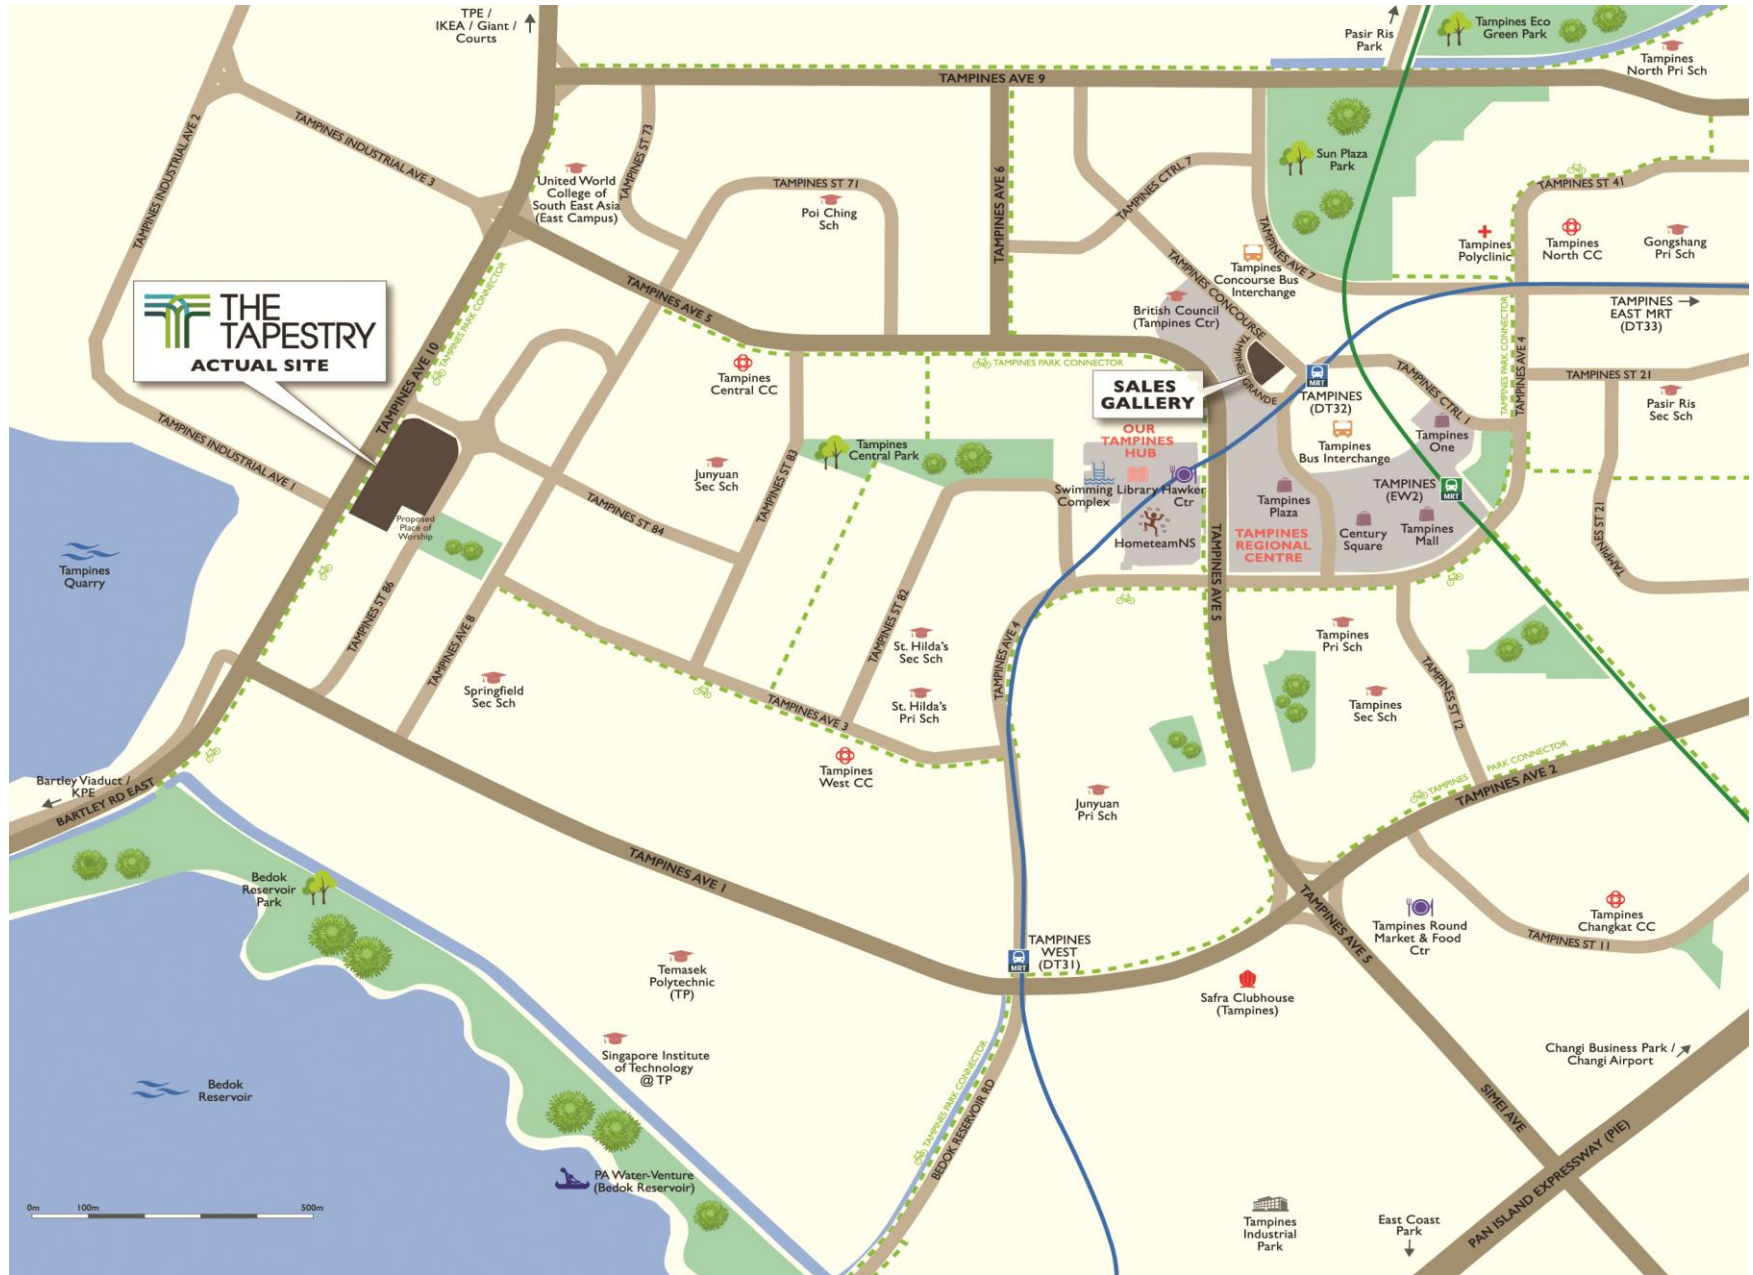 TPE /
IKEA / Giant /
Courts
Pasir Ris
Park
Tampines Eco
Green Park
Tampines
North Pri Sch
TAMPINES AVE 9
TAMPINES INDUSTRIAL AVE 2
TAMPINES INDUSTRIAL AVE 3
TAMPINES ST 73
United World
College of
South East Asia
(East Campus)
TAMPINES ST 71
Poi Ching
Sch
TAMPINES AVE 6
TAMPINES CTRL 7
Sun Plaza
Park
TAMPINES ST 41
Tampines
Polyclinic
Tampines
North CC
Gongshang
Pri Sch
TAMPINES AVE 7
Tampines
Concourse Bus
Interchange
TAMPINES CONCOURSE
British Council
(Tampines Ctr)
TAMPINES
EAST MRT
(DT33)
TAMPINES PARK CONNECTOR
THE
TAPESTRY
ACTUAL SITE
TAMPINES AVE 10
TAMPINES AVE 5
TAMPINES PARK CONNECTOR
TAMPINES GRANDE
SALES
GALLERY
MRT
TAMPINES
(DT32)
TAMPINES CTRL 1
TAMPINES PARK CONNECTOR
TAMPINES AVE 4
TAMPINES ST 21
Pasir Ris
Sec Sch
Tampines
Central CC
TAMPINES INDUSTRIAL AVE 1
Junyuan
Sec Sch
TAMPINES ST 83
Tampines
Central Park
OUR
TAMPINES
HUB
Swimming
Complex
Library
Hawker
Ctr
HometeamNS
Tampines
Bus Interchange
Tampines
One
TAMPINES
(EW2)
MRT
Tampines
Plaza
TAMPINES
REGIONAL
CENTRE
Century
Square
Tampines
Mall
TAMPINES ST 21
TAMPINES
Proposed
Place of
Worship
TAMPINES ST 84
Tampines
Quarry
TAMPINES ST 86
TAMPINES AVE 8
TAMPINES ST 82
St. Hilda's
Sec Sch
St. Hilda's
Pri Sch
TAMPINES AVE 4
TAMPINES AVE 5
Tampines
Pri Sch
Tampines
Sec Sch
TAMPINES ST 12
Springfield
Sec Sch
TAMPINES AVE 3
Tampines
West CC
Junyuan
Pri Sch
TAMPINES PARK CONNECTOR
TAMPINES AVE 2
Bartley Viaduct /
KPE
BARTLEY RD EAST
TAMPINES AVE 1
Bedok
Reservoir
Park
TAMPINES
WEST
(DT31)
MRT
TAMPINES AVE 5
Tampines Round
Market & Food
Ctr
TAMPINES ST 11
Tampines
Changkat CC
Temasek
Polytechnic
(TP)
Safra Clubhouse
(Tampines)
Singapore Institute
of Technology
@ TP
Bedok
Reservoir
TAMPINES PARK CONNECTOR
BEDOK RESERVOIR RD
Changi Business Park /
Changi Airport
SIMEI AVE
PAN ISLAND EXPRESSWAY (PIE)
PA Water-Venture
(Bedok Reservoir)
0m 100m 500m
Tampines
Industrial
Park
East Coast
Park